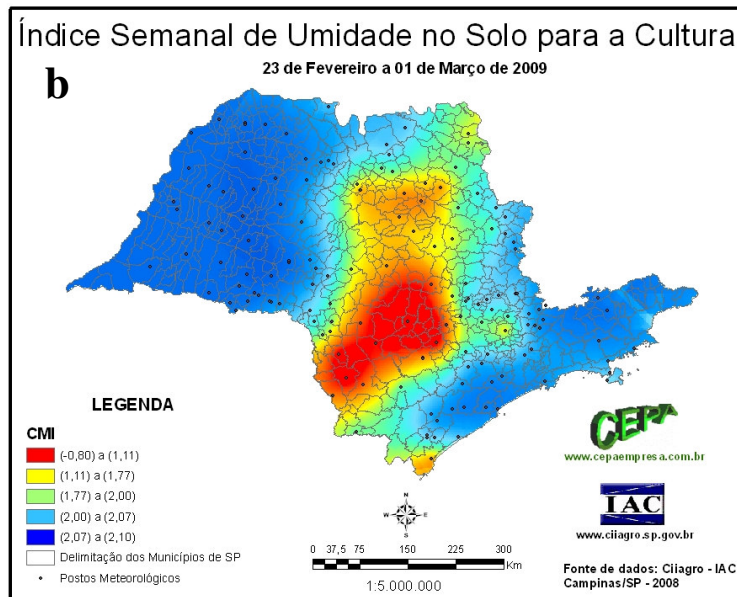 Índice Semanal de Umidade no Solo para a Cultura
23 de Fevereiro a 01 de Março de 2009
b
LEGENDA
CMI
(-0,80) a (1,11)
(1,11) a (1,77)
(1,77) a (2,00)
(2,00) a (2,07)
(2,07) a (2,10)
Delimitação dos Municípios de SP
Postos Meteorológicos
N
W E
S
0 37,5 75 150 225 300
Km
1:5.000.000
CEPA
www.cepaempresa.com.br
IAC
www.ciiagro.sp.gov.br
Fonte de dados: Ciiagro - IAC
Campinas/SP - 2008